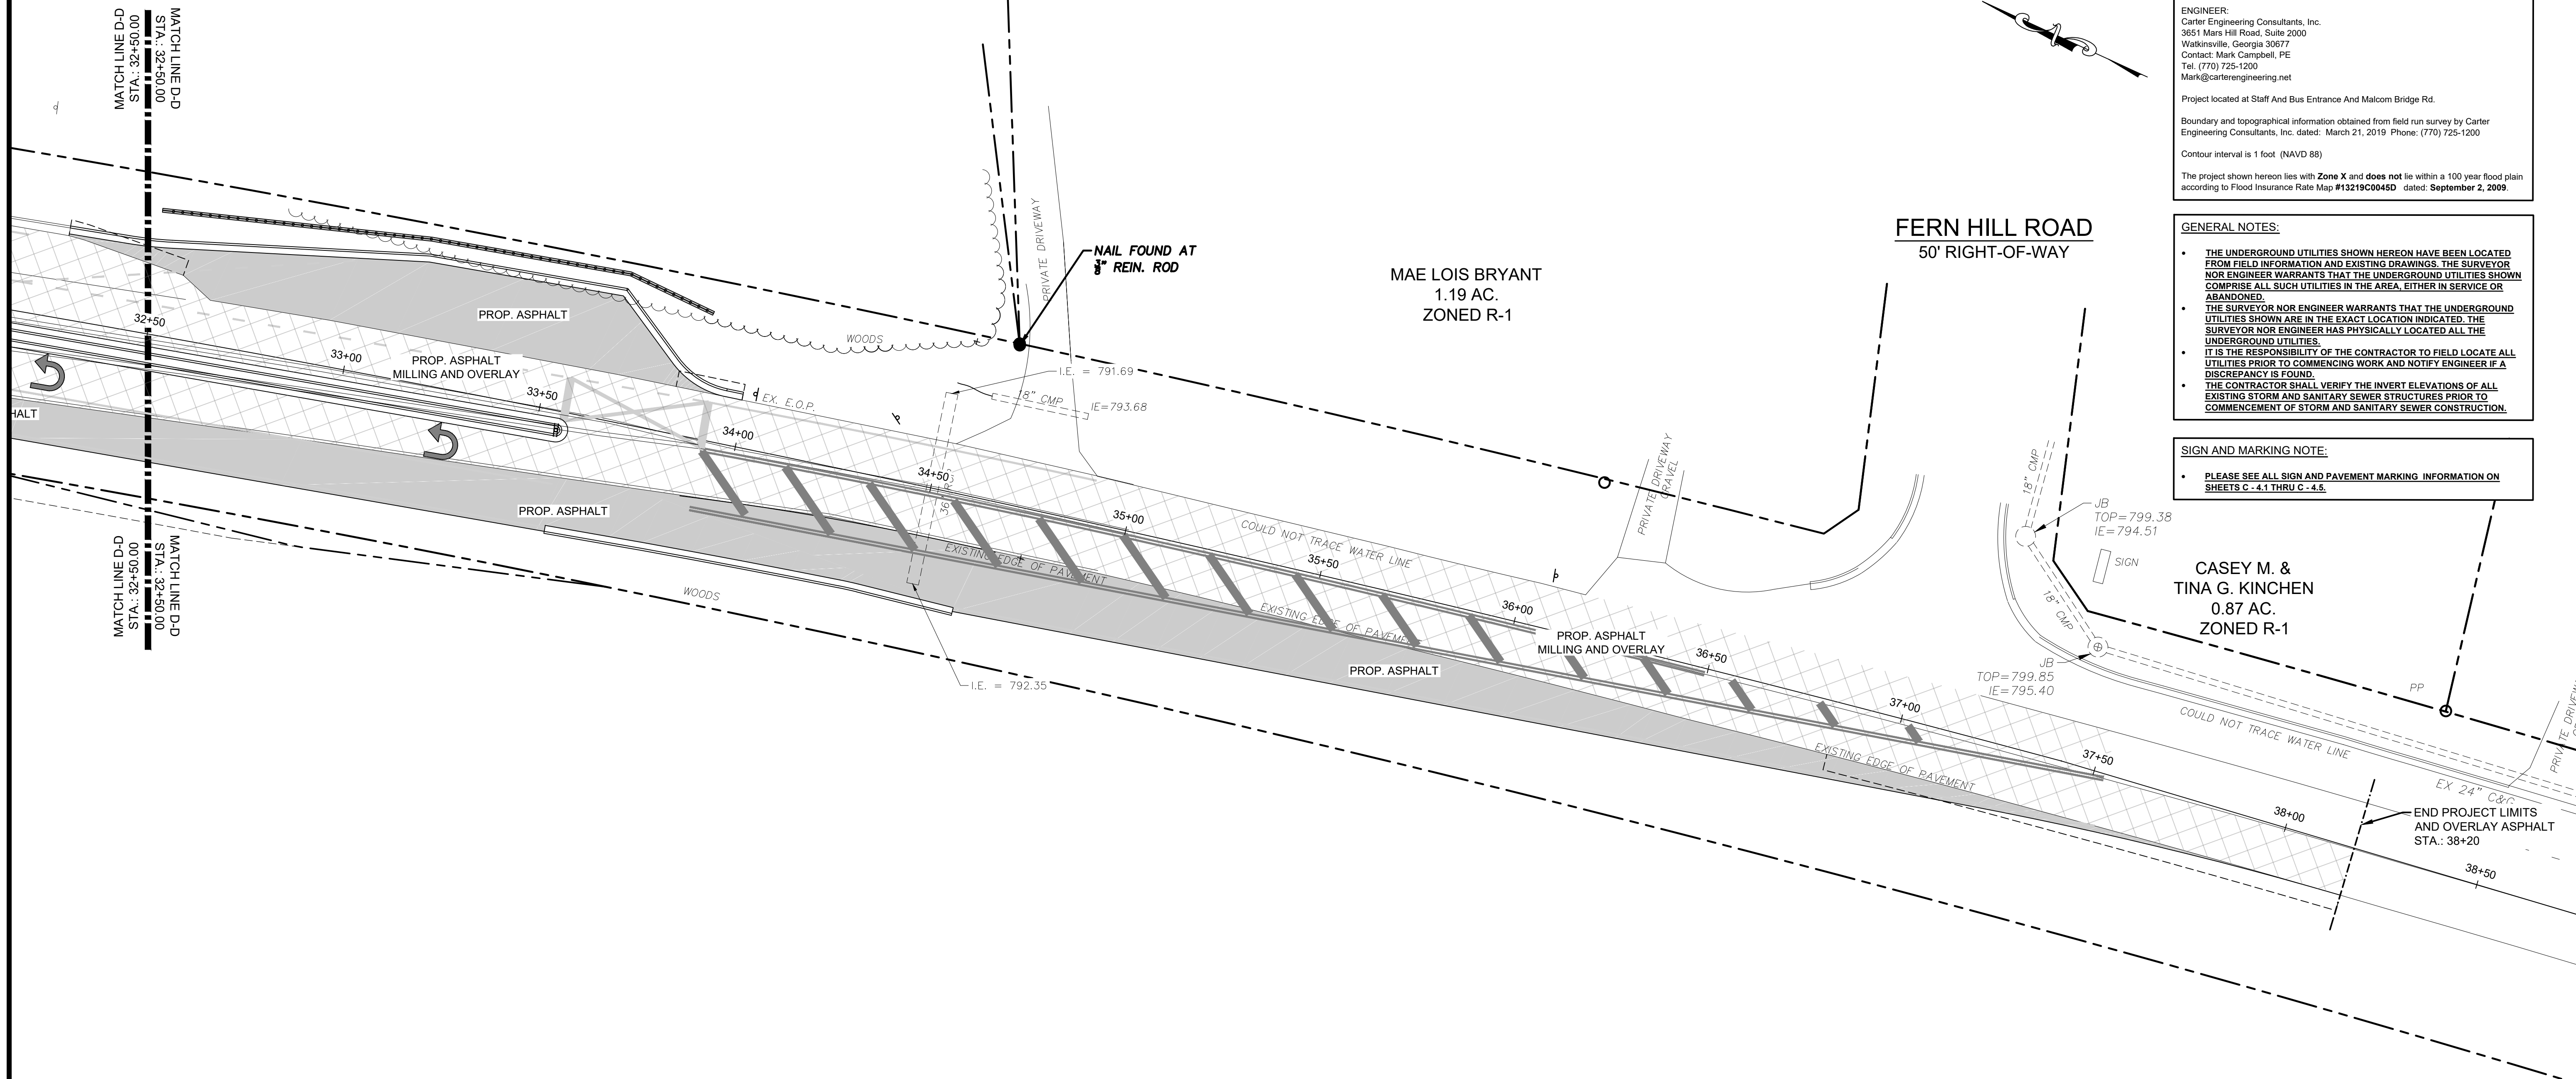 MATCH LINE D-D
STA.: 32+50.00
MATCH LINE D-D
STA.: 32+50.00
ENGINEER:
Carter Engineering Consultants, Inc.
3651 Mars Hill Road, Suite 2000
Watkinsville, Georgia 30677
Contact: Mark Campbell, PE
Tel. (770) 725-1200
Mark@carterengineering.net
Project located at Staff And Bus Entrance And Malcom Bridge Rd.
Boundary and topographical information obtained from field run survey by Carter
Engineering Consultants, Inc. dated: March 21, 2019 Phone: (770) 725-1200
Contour interval is 1 foot (NAVD 88)
The project shown hereon lies with Zone X and does not lie within a 100 year flood plain
according to Flood Insurance Rate Map #13219C0045D dated: September 2, 2009.
GENERAL NOTES:
• THE UNDERGROUND UTILITIES SHOWN HEREON HAVE BEEN LOCATED
FROM FIELD INFORMATION AND EXISTING DRAWINGS. THE SURVEYOR
NOR ENGINEER WARRANTS THAT THE UNDERGROUND UTILITIES SHOWN
COMPRISE ALL SUCH UTILITIES IN THE AREA, EITHER IN SERVICE OR
ABANDONED.
• THE SURVEYOR NOR ENGINEER WARRANTS THAT THE UNDERGROUND
UTILITIES SHOWN ARE IN THE EXACT LOCATION INDICATED. THE
SURVEYOR NOR ENGINEER HAS PHYSICALLY LOCATED ALL THE
UNDERGROUND UTILITIES.
• IT IS THE RESPONSIBILITY OF THE CONTRACTOR TO FIELD LOCATE ALL
UTILITIES PRIOR TO COMMENCING WORK AND NOTIFY ENGINEER IF A
DISCREPANCY IS FOUND.
• THE CONTRACTOR SHALL VERIFY THE INVERT ELEVATIONS OF ALL
EXISTING STORM AND SANITARY SEWER STRUCTURES PRIOR TO
COMMENCEMENT OF STORM AND SANITARY SEWER CONSTRUCTION.
SIGN AND MARKING NOTE:
• PLEASE SEE ALL SIGN AND PAVEMENT MARKING INFORMATION ON
SHEETS C - 4.1 THRU C - 4.5.
FERN HILL ROAD
50' RIGHT-OF-WAY
NAIL FOUND AT
3/8" REIN. ROD
PRIVATE DRIVEWAY
MAE LOIS BRYANT
1.19 AC.
ZONED R-1
PROP. ASPHALT
WOODS
32+50
33+00
PROP. ASPHALT
MILLING AND OVERLAY
33+50
EX. E.O.P.
I.E. = 791.69
18" CMP
IE=793.68
HALT
34+00
34+50
36"
PROP. ASPHALT
35+00
COULD NOT TRACE WATER LINE
35+50
PRIVATE DRIVEWAY
GRAVEL
EXISTING EDGE OF PAVEMENT
EXISTING EDGE OF PAVEMENT
WOODS
I.E. = 792.35
36+00
PROP. ASPHALT
MILLING AND OVERLAY
36+50
PROP. ASPHALT
18" CMP
JB
TOP=799.38
IE=794.51
SIGN
18" CMP
CASEY M. &
TINA G. KINCHEN
0.87 AC.
ZONED R-1
JB
TOP=799.85
IE=795.40
PP
37+00
COULD NOT TRACE WATER LINE
EXISTING EDGE OF PAVEMENT
37+50
PRIVATE DRIVE
EX 24" C&G
END PROJECT LIMITS
AND OVERLAY ASPHALT
STA.: 38+20
38+00
38+50
MATCH LINE D-D
STA.: 32+50.00
MATCH LINE D-D
STA.: 32+50.00